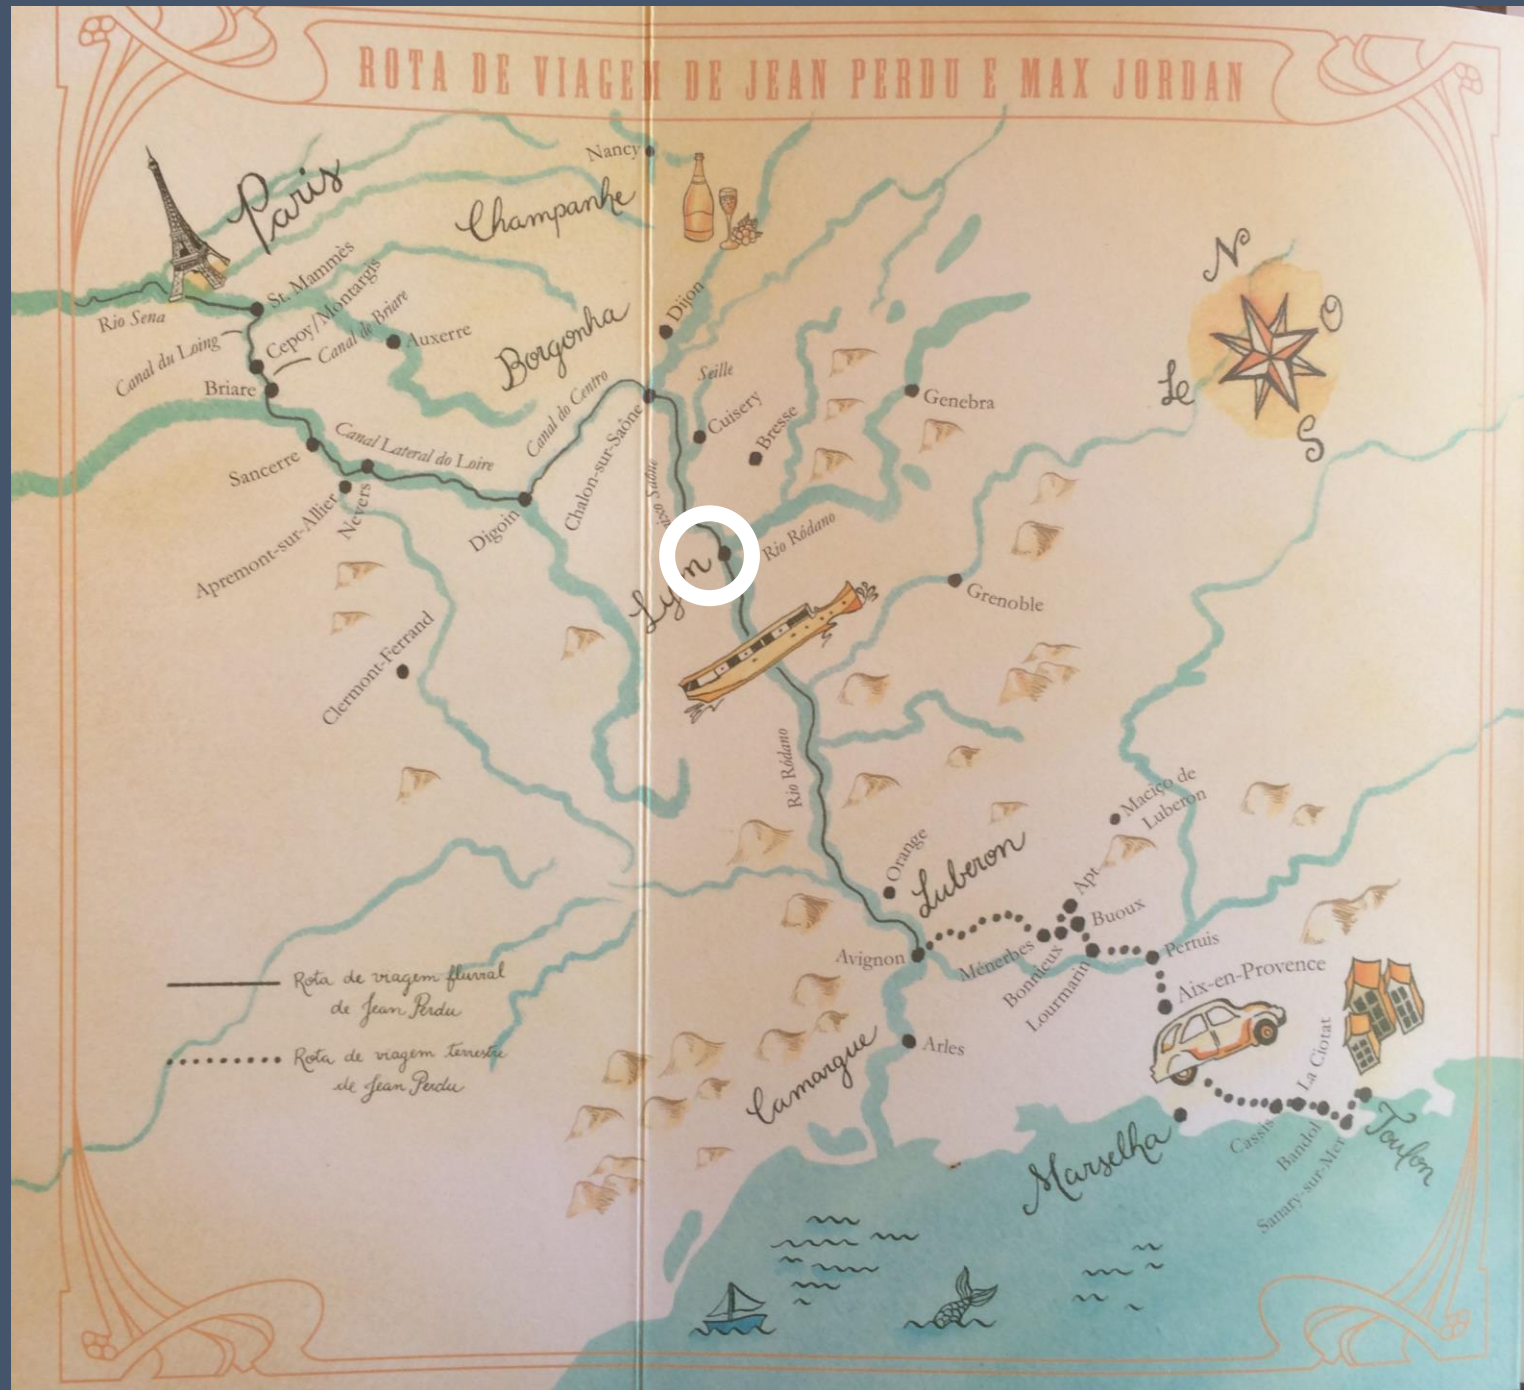 ROTA DE VIAGEM DE JEAN PERDU E MAX JORDAN
Nancy
Paris
Champanhe
N
St. Mammès
Rio Sena
Cepoy/Montargis
Canal du Loing
Canal de Briare
Auxerre
Dijon
Borgonha
O
Le
S
Briare
Seille
Genebra
Canal do Centro
Chalon-sur-Saône
Cuisery
Bresse
Canal Lateral do Loire
Sancerre
Nevers
Apremont-sur-Allier
Digoin
Rio Ródano
Grenoble
Clermont-Ferrand
Rio Ródano
Maciço de
Luberon
Orange
Luberon
Apt
Buoux
Avignon
Ménerbes
Bonnieux
Lourmarin
Pertuis
Aix-en-Provence
Rota de viagem fluvial
de Jean Perdu
Rota de viagem terrestre
de Jean Perdu
Arles
Camargue
La Ciotat
Marselha
Cassis
Bandol
Sanary-sur-Mer
Toulon